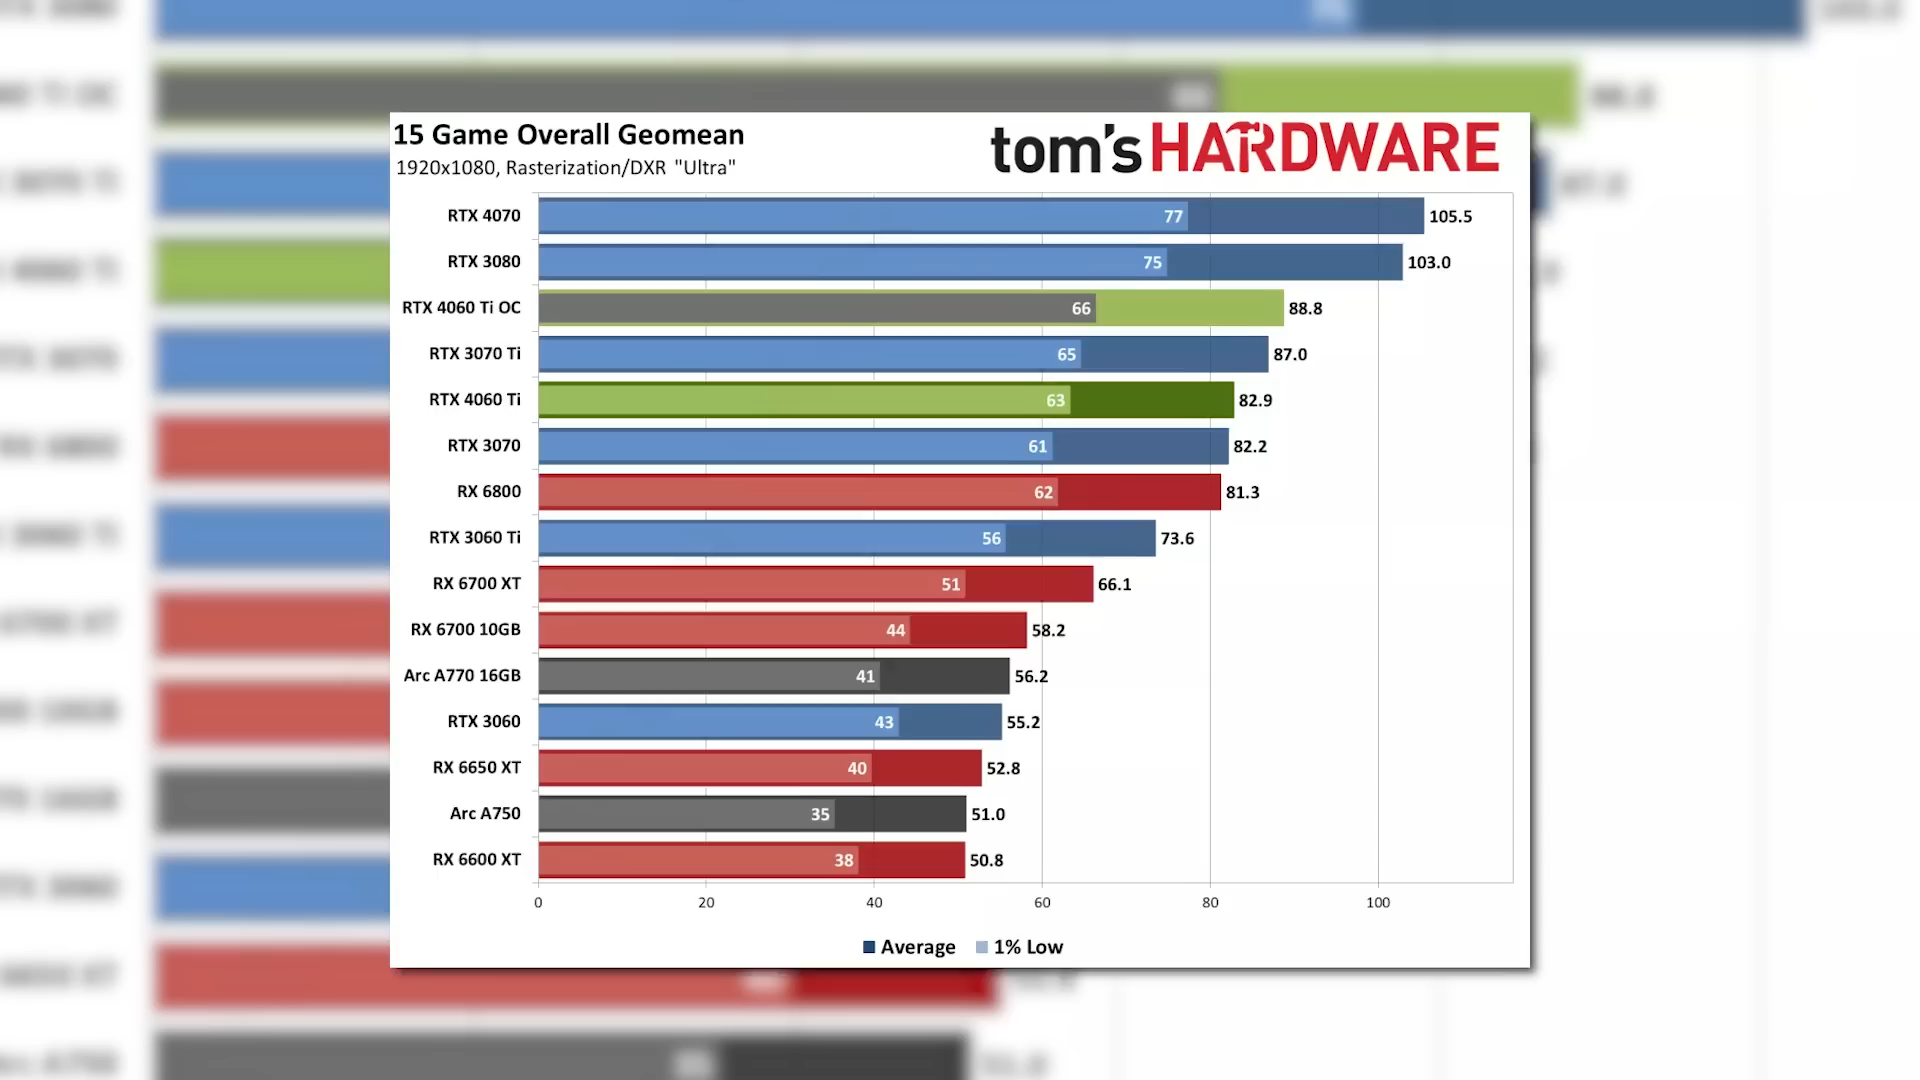 15 Game Overall Geomean
tom's HARDWARE
1920x1080, Rasterization/DXR "Ultra"
RTX 4070 77 105.5
RTX 3080 75 103.0
RTX 4060 Ti OC 66 88.8
RTX 3070 Ti 65 87.0
RTX 4060 Ti 63 82.9
RTX 3070 61 82.2
RX 6800 62 81.3
RTX 3060 Ti 56 73.6
RX 6700 XT 51 66.1
RX 6700 10GB 44 58.2
Arc A770 16GB 41 56.2
RTX 3060 43 55.2
RX 6650 XT 40 52.8
Arc A750 35 51.0
RX 6600 XT 38 50.8
0 20 40 60 80 100
Average 1% Low